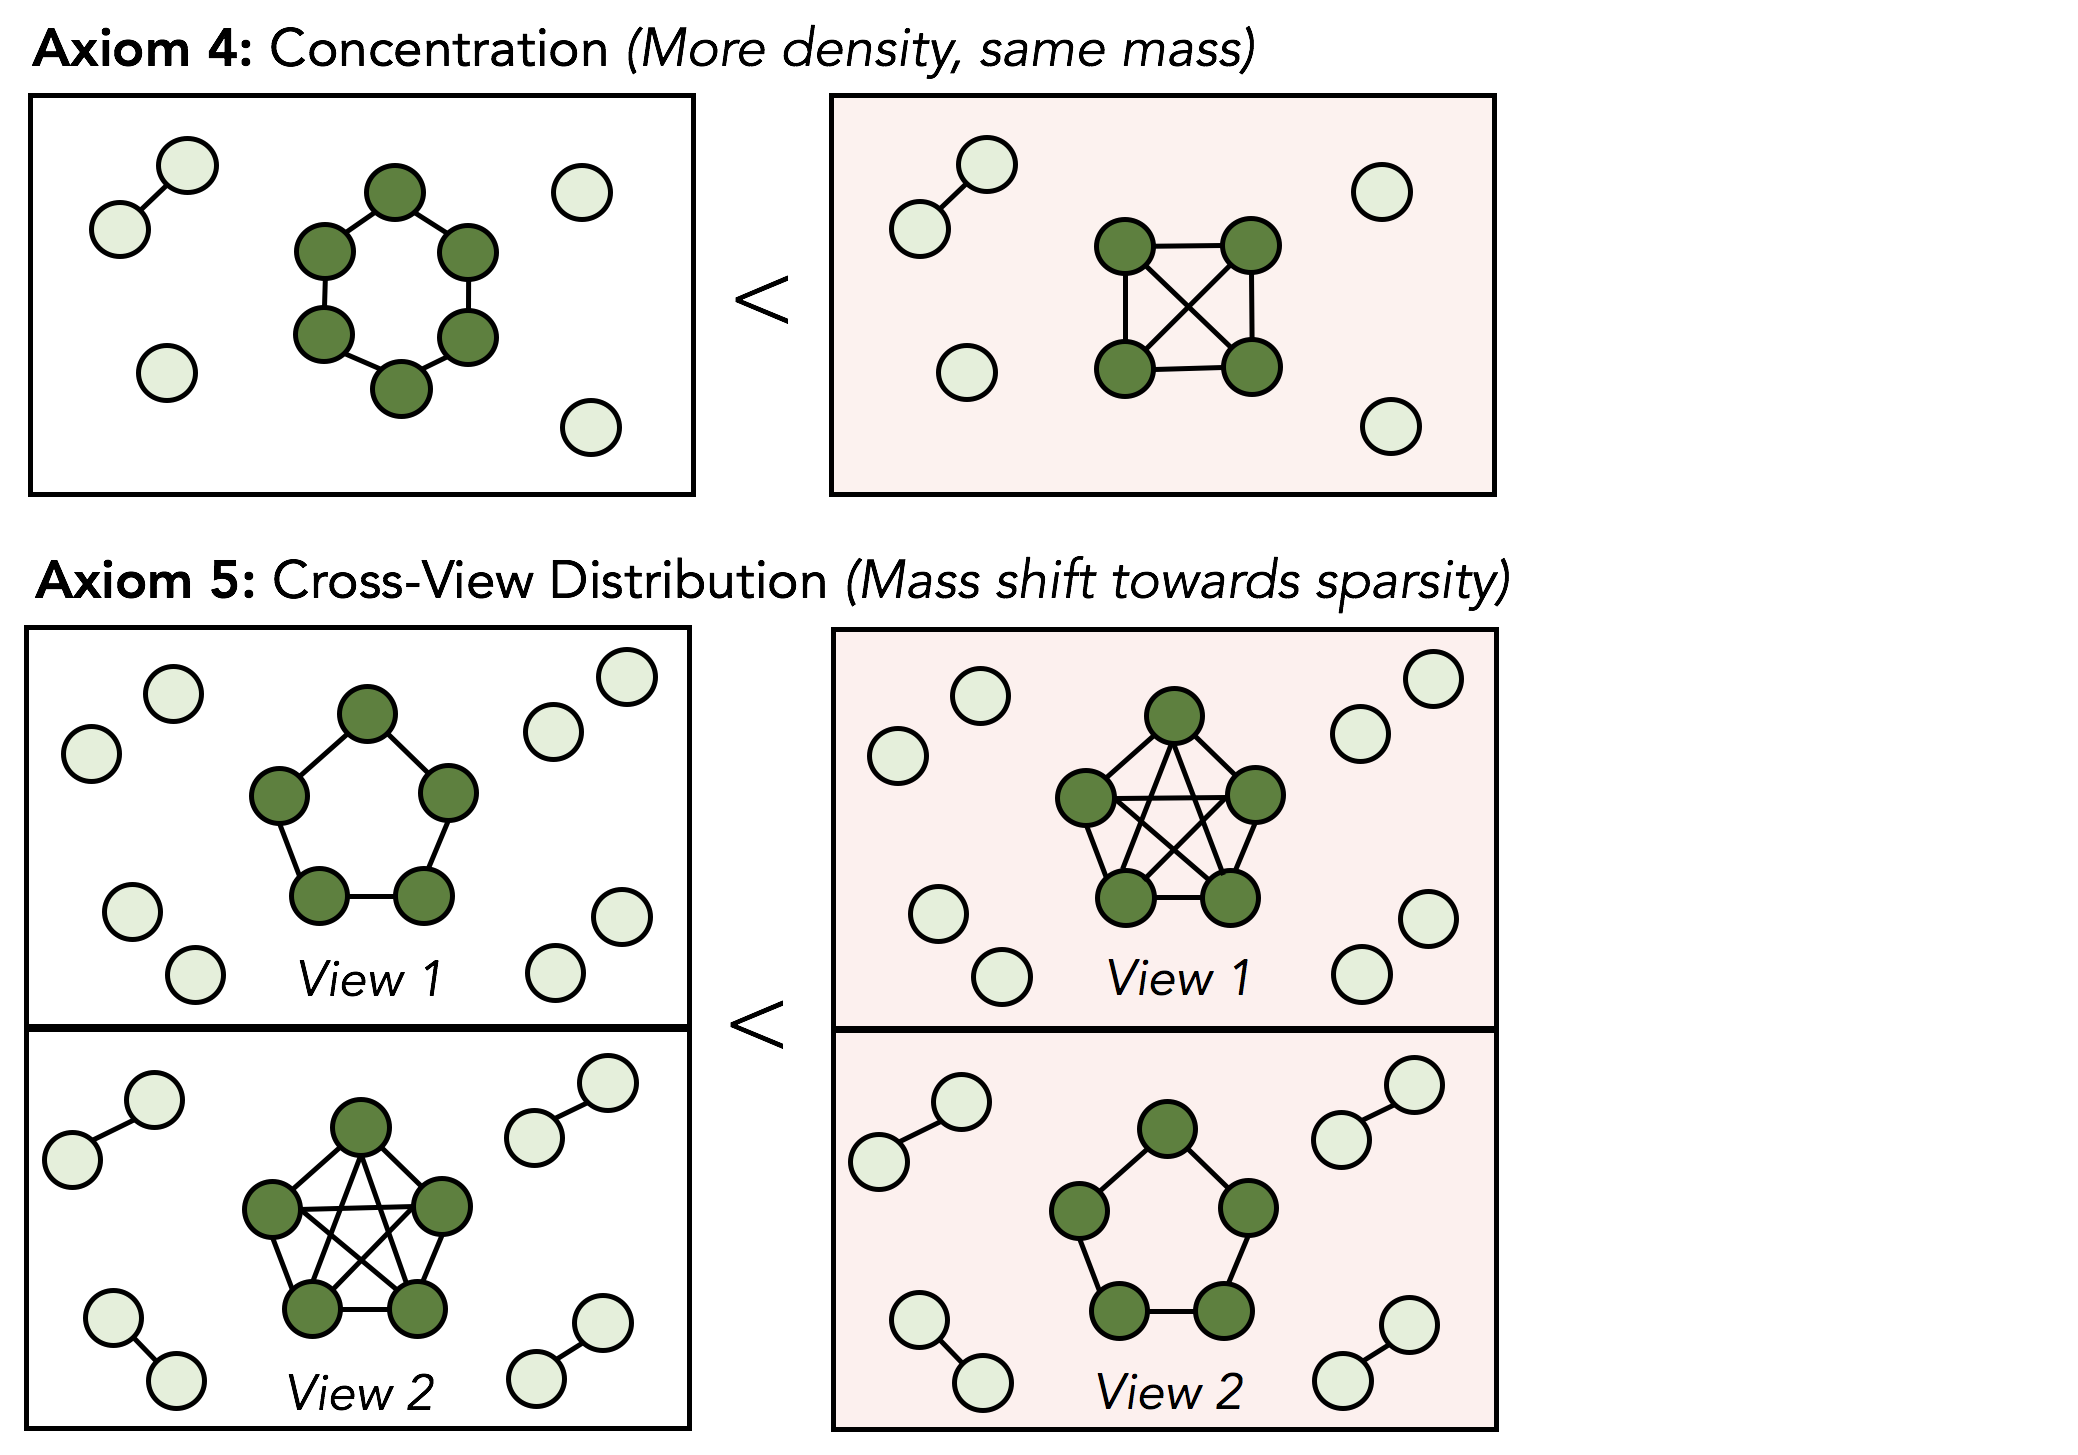 Axiom 4: Concentration (More density, same mass)
<
Axiom 5: Cross-View Distribution (Mass shift towards sparsity)
View 1
View 1
<
View 2
View 2